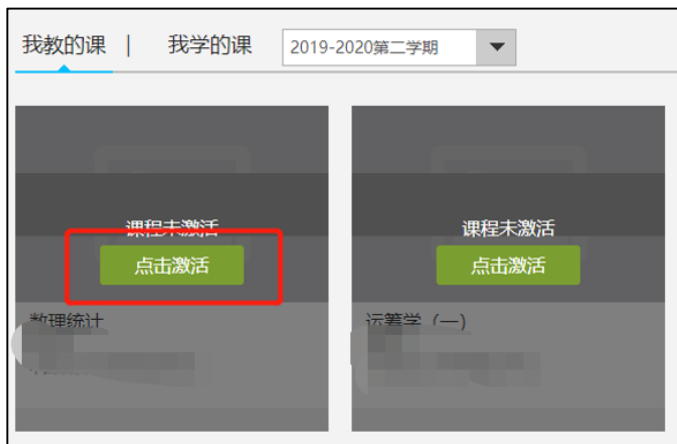 我教的课 | 我学的课 2019-2020第二学期
课程未激活 课程未激活
点击激活 点击激活
数理统计 运筹学（一）